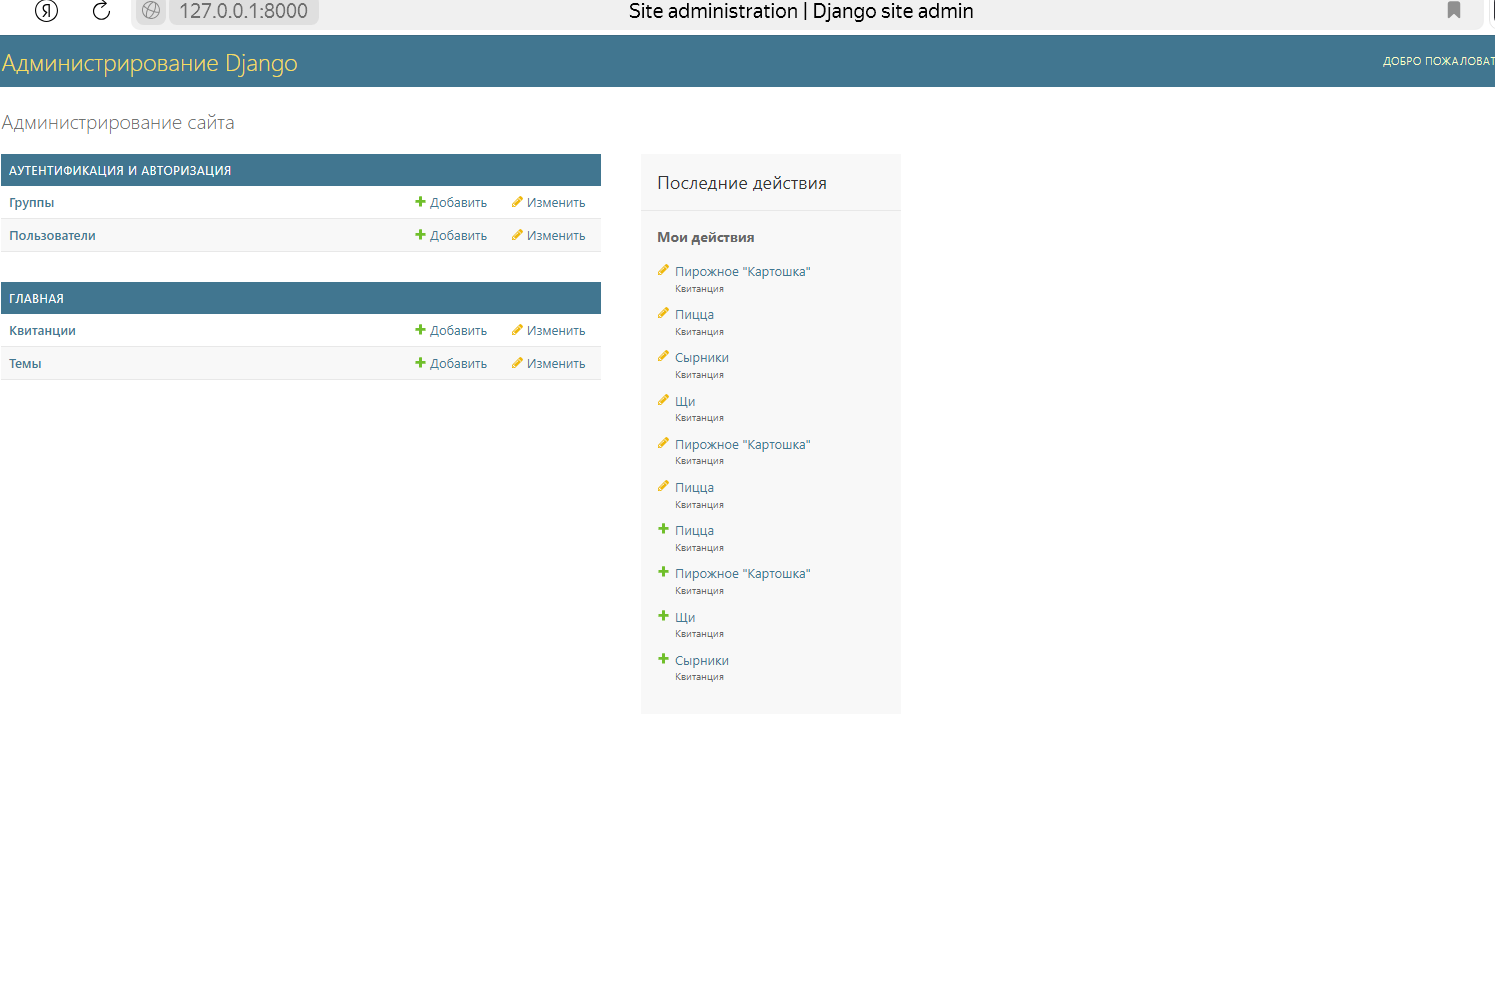 Я
127.0.0.1:8000 Site administration | Django site admin
Администрирование Django
ДОБРО ПОЖАЛОВАТ
Администрирование сайта
АУТЕНТИФИКАЦИЯ И АВТОРИЗАЦИЯ
Группы Добавить Изменить
Пользователи Добавить Изменить
ГЛАВНАЯ
Квитанции Добавить Изменить
Темы Добавить Изменить
Последние действия
Мои действия
Пирожное "Картошка"
Квитанция
Пицца
Квитанция
Сырники
Квитанция
Щи
Квитанция
Пирожное "Картошка"
Квитанция
Пицца
Квитанция
Пицца
Квитанция
Пирожное "Картошка"
Квитанция
Щи
Квитанция
Сырники
Квитанция